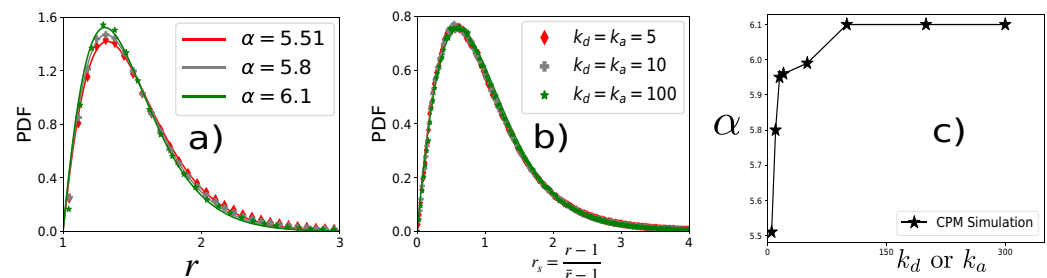 PDF
1.6
1.2
0.8
0.4
0.0
1
2
3
r
α = 5.51
α = 5.8
α = 6.1
a)
PDF
0.8
0.6
0.4
0.2
0.0
0
1
2
3
4
r_s = (r − 1)/(r̄ − 1)
k_d = k_a = 5
k_d = k_a = 10
k_d = k_a = 100
b)
α
6.1
6.0
5.9
5.8
5.7
5.6
5.5
0
150
300
k_d or k_a
c)
CPM Simulation